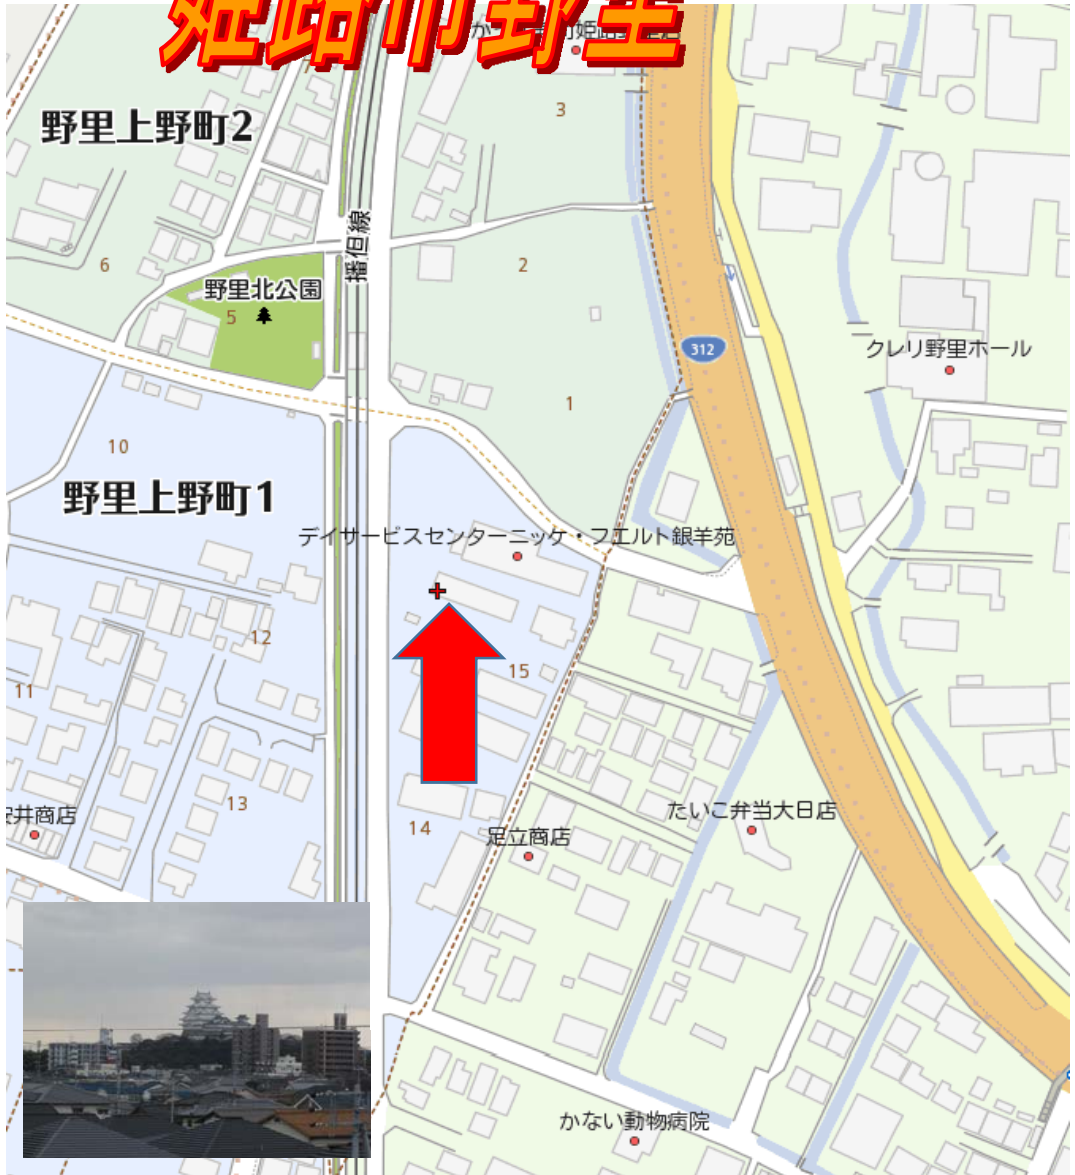 姫路市野里
野里上野町2
3
播但線
6
2
野里北公園
5
312
クレリ野里ホール
1
10
野里上野町1
デイサービスセンターニッケ・フエルト銀羊苑
12
15
11
13
たいこ弁当大日店
井商店
14
足立商店
かない動物病院